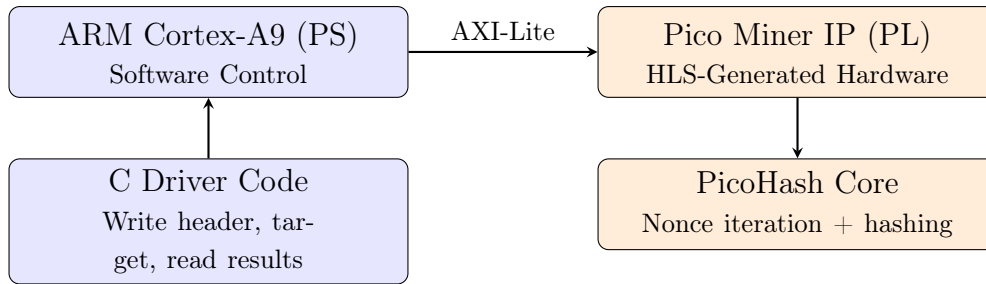 ARM Cortex-A9 (PS)
Software Control
AXI-Lite
Pico Miner IP (PL)
HLS-Generated Hardware
C Driver Code
Write header, tar-
get, read results
PicoHash Core
Nonce iteration + hashing